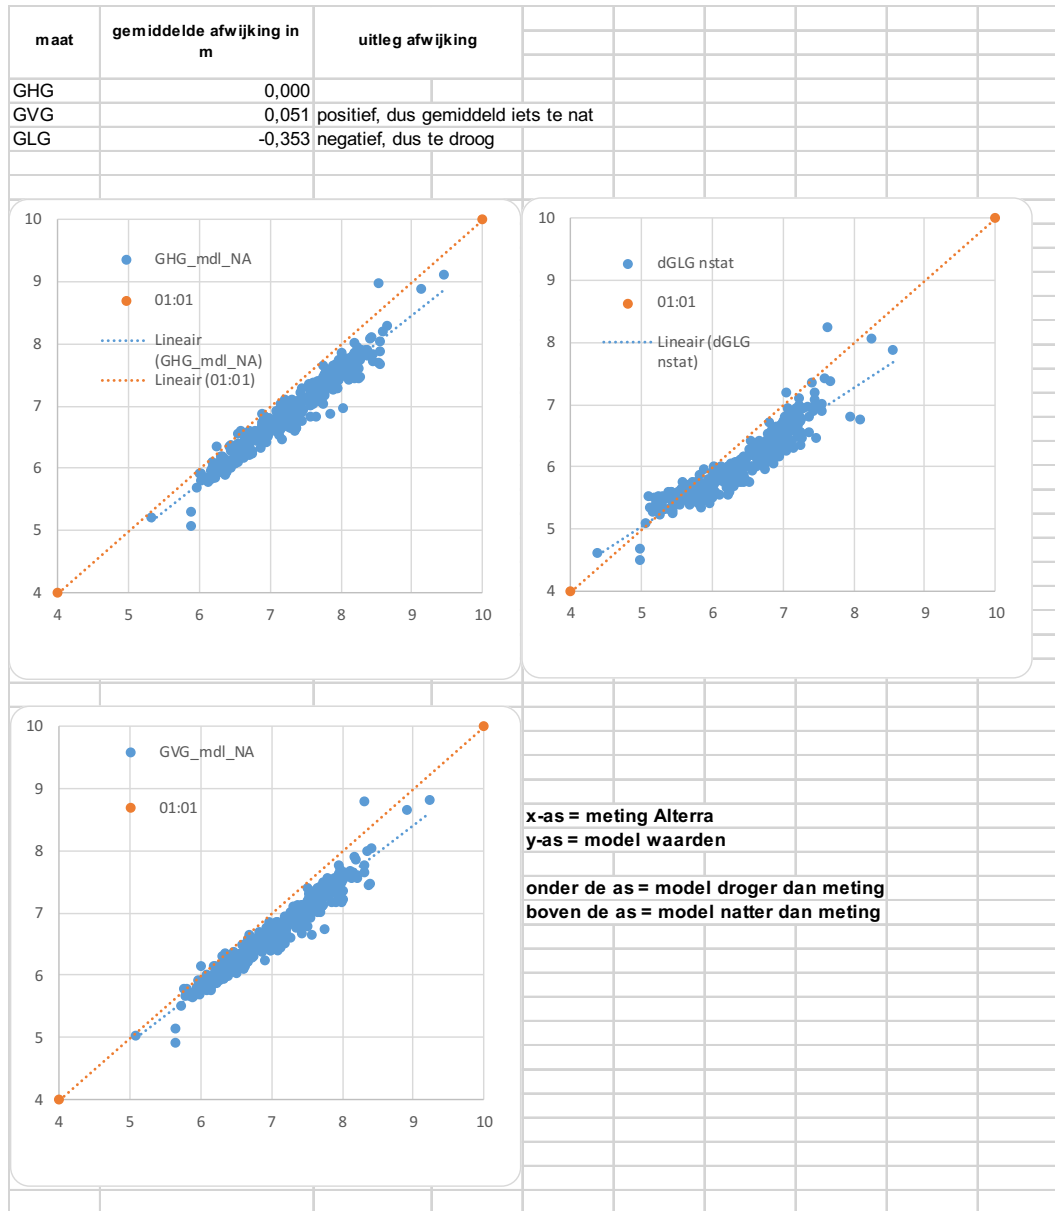 maat gemiddelde afwijking in m uitleg afwijking
GHG 0,000
GVG 0,051 positief, dus gemiddeld iets te nat
GLG -0,353 negatief, dus te droog
10
9
8
7
6
5
4
4 5 6 7 8 9 10
GHG_mdl_NA
01:01
Lineair
(GHG_mdl_NA)
Lineair (01:01)
10
9
8
7
6
5
4
4 5 6 7 8 9 10
dGLG nstat
01:01
Lineair (dGLG
nstat)
10
9
8
7
6
5
4
4 5 6 7 8 9 10
GVG_mdl_NA
01:01
x-as = meting Alterra
y-as = model waarden
onder de as = model droger dan meting
boven de as = model natter dan meting